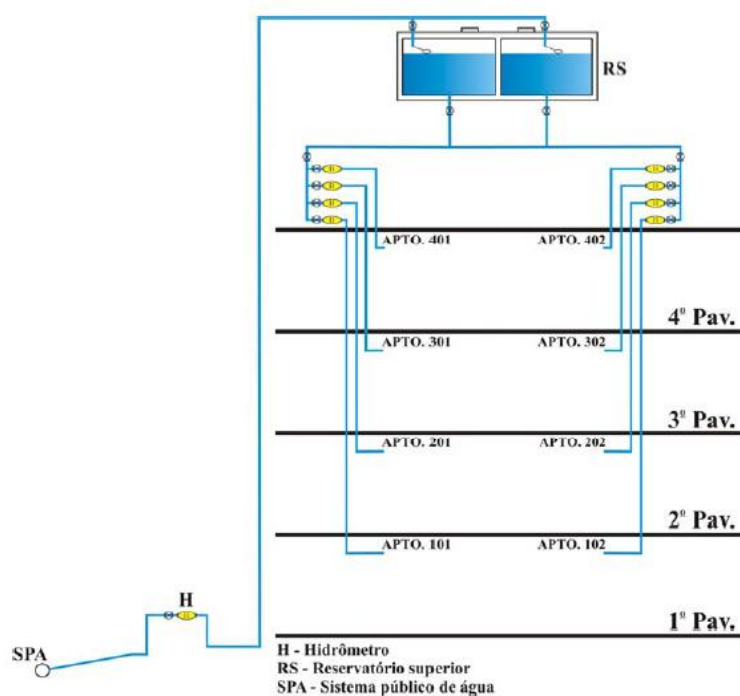 RS
APTO. 401
APTO. 402
4º Pav.
APTO. 301
APTO. 302
3º Pav.
APTO. 201
APTO. 202
2º Pav.
APTO. 101
APTO. 102
H
1º Pav.
SPA
H - Hidrômetro
RS - Reservatório superior
SPA - Sistema público de água